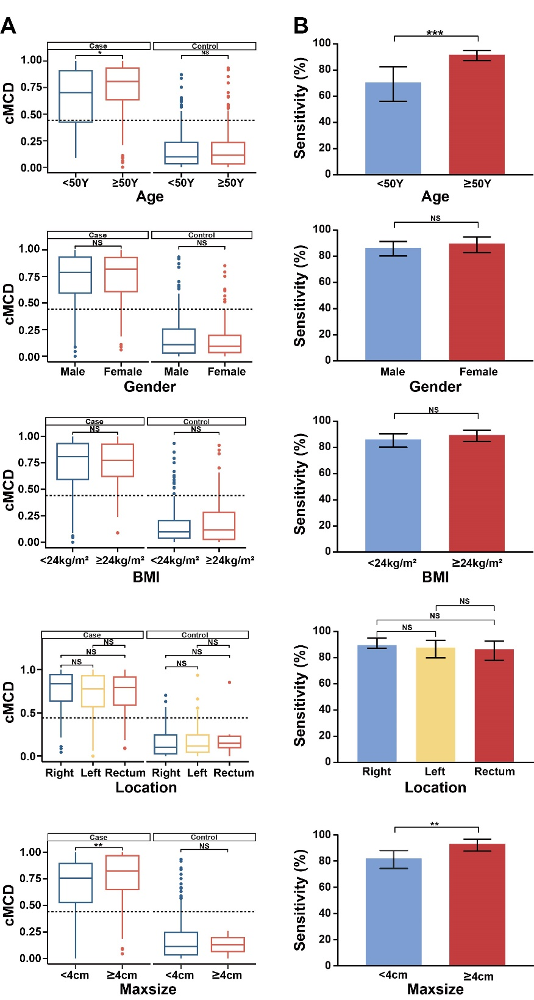 A
B
Case
Control
*
NS
1.00
0.75
0.50
0.25
0.00
cMCD
<50Y
≥50Y
<50Y
≥50Y
Age
***
100
80
60
40
20
0
Sensitivity (%)
<50Y
≥50Y
Age
Case
Control
NS
NS
1.00
0.75
0.50
0.25
0.00
cMCD
Male
Female
Male
Female
Gender
NS
100
80
60
40
20
0
Sensitivity (%)
Male
Female
Gender
Case
Control
NS
NS
1.00
0.75
0.50
0.25
0.00
cMCD
<24kg/m²
≥24kg/m²
<24kg/m²
≥24kg/m²
BMI
NS
100
80
60
40
20
0
Sensitivity (%)
<24kg/m²
≥24kg/m²
BMI
Case
Control
NS
NS
NS
NS
NS
NS
1.0
0.5
0.0
cMCD
Right
Left
Rectum
Right
Left
Rectum
Location
NS
NS
NS
100
80
60
40
20
0
Sensitivity (%)
Right
Left
Rectum
Location
Case
Control
**
NS
1.00
0.75
0.50
0.25
0.00
cMCD
<4cm
≥4cm
<4cm
≥4cm
Maxsize
**
100
80
60
40
20
0
Sensitivity (%)
<4cm
≥4cm
Maxsize